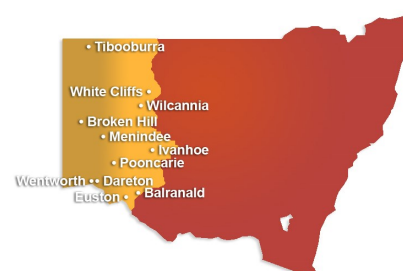 • Tibooburra
White Cliffs •
• Wilcannia
• Broken Hill
• Menindee
• Ivanhoe
• Pooncarie
Wentworth • • Dareton
Euston • • Balranald